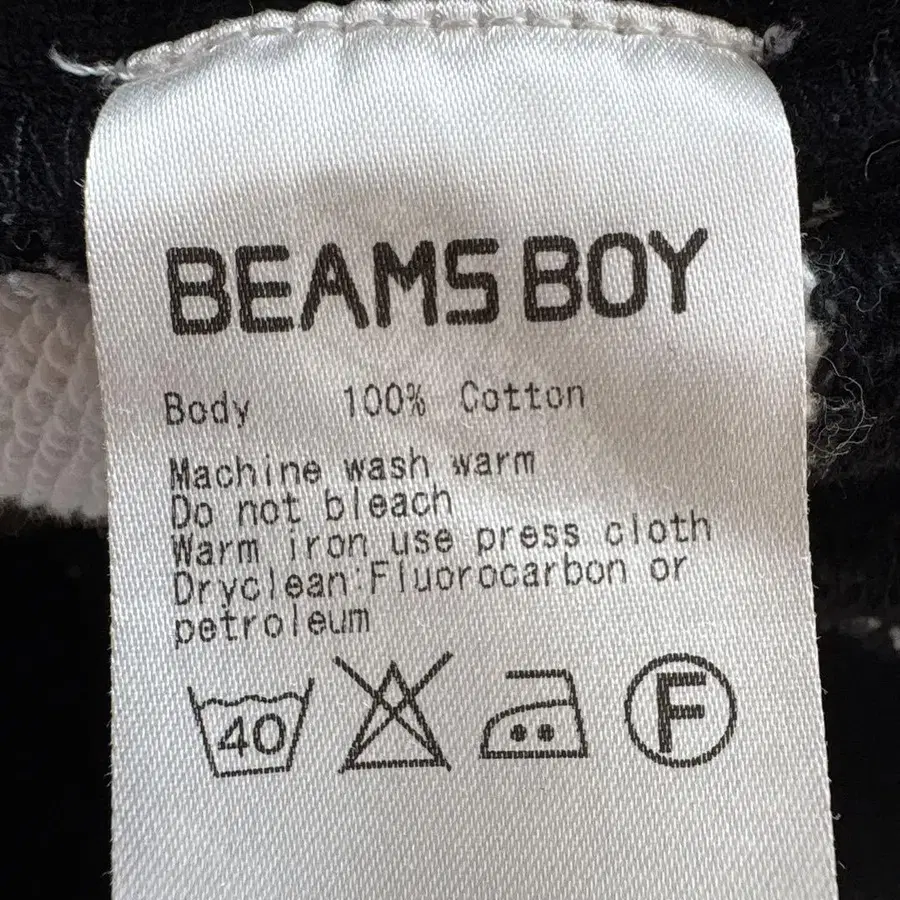 BEAMS BOY
Body 100% Cotton
Machine wash warm
Do not bleach
Warm iron use press cloth
Dryclean:Fluorocarbon or
petroleum
40 F